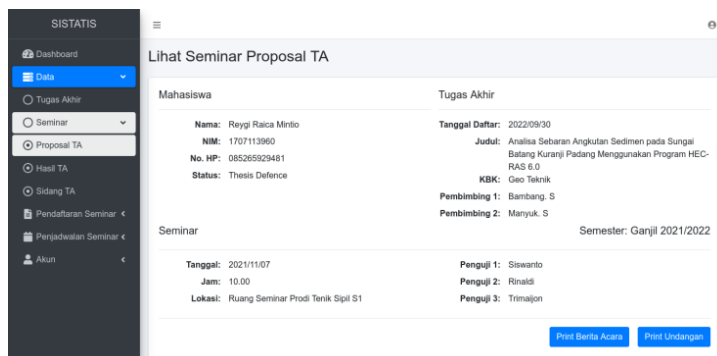 SISTATIS
Dashboard
Data
Tugas Akhir
Seminar
Proposal TA
Hasil TA
Sidang TA
Pendaftaran Seminar
Penjadwalan Seminar
Akun
Lihat Seminar Proposal TA
Mahasiswa
Nama: Reygi Raica Mintio
NIM: 1707113960
No. HP: 085265929481
Status: Thesis Defence
Tugas Akhir
Tanggal Daftar: 2022/09/30
Judul: Analisa Sebaran Angkutan Sedimen pada Sungai
Batang Kuranji Padang Menggunakan Program HEC-
RAS 6.0
KBK: Geo Teknik
Pembimbing 1: Bambang. S
Pembimbing 2: Manyuk. S
Seminar
Semester: Ganjil 2021/2022
Tanggal: 2021/11/07
Jam: 10.00
Lokasi: Ruang Seminar Prodi Tenik Sipil S1
Penguji 1: Siswanto
Penguji 2: Rinaldi
Penguji 3: Trimaijon
Print Berita Acara
Print Undangan